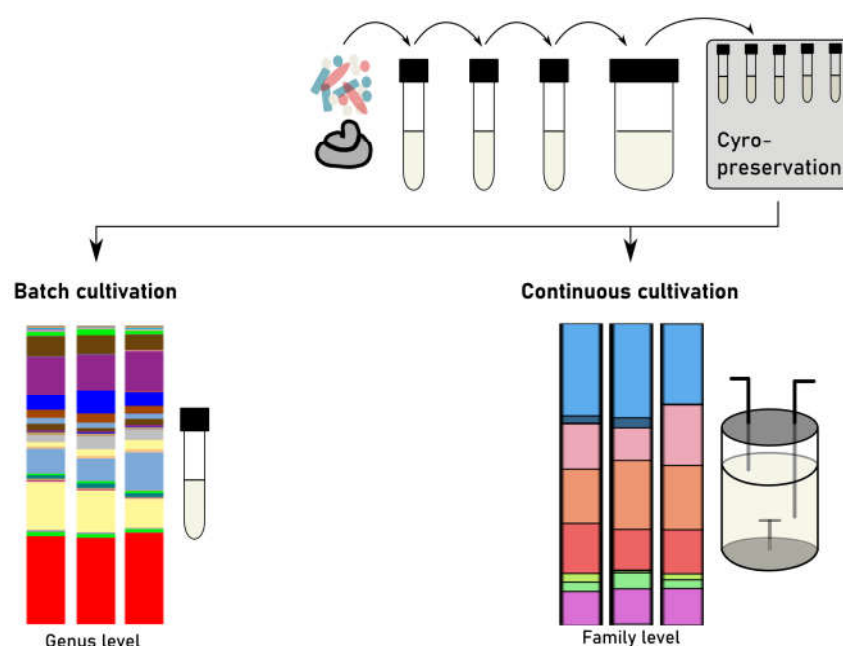 Cyro-
preservation
Batch cultivation
Continuous cultivation
Genus level
Family level